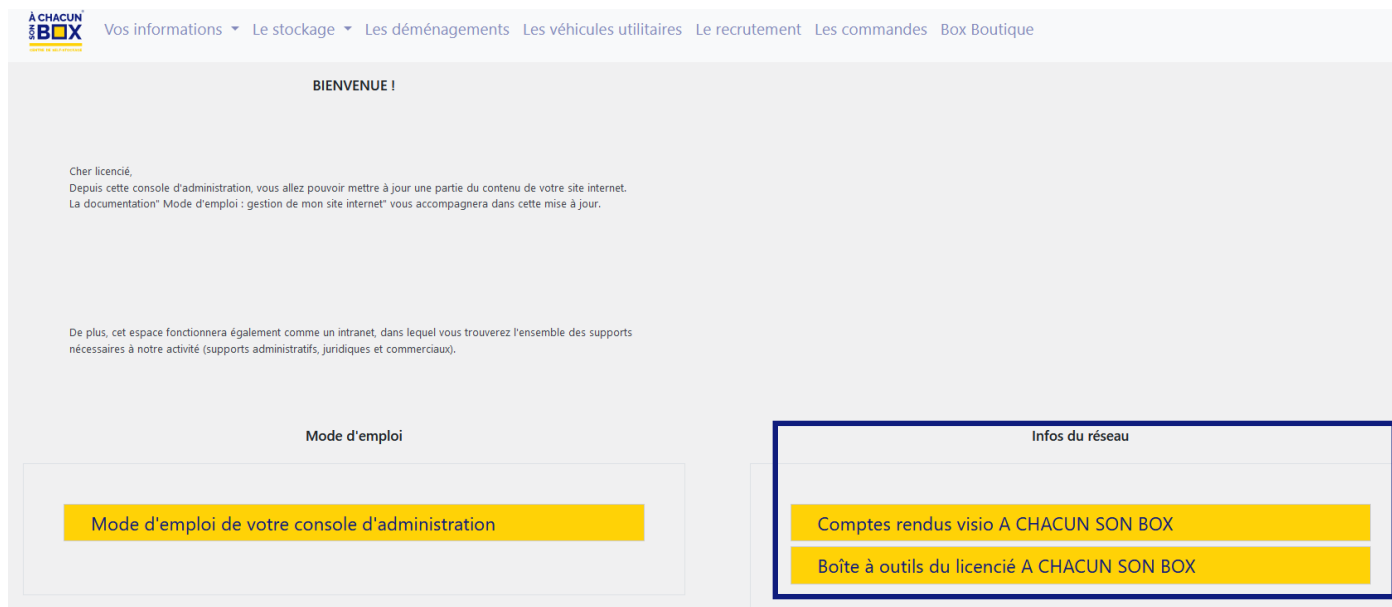 À CHACUN
SON BOX
Vos informations Le stockage Les déménagements Les véhicules utilitaires Le recrutement Les commandes Box Boutique
BIENVENUE !
Cher licencié,
Depuis cette console d'administration, vous allez pouvoir mettre à jour une partie du contenu de votre site internet.
La documentation" Mode d'emploi : gestion de mon site internet" vous accompagnera dans cette mise à jour.
De plus, cet espace fonctionnera également comme un intranet, dans lequel vous trouverez l'ensemble des supports
nécessaires à notre activité (supports administratifs, juridiques et commerciaux).
Mode d'emploi
Mode d'emploi de votre console d'administration
Infos du réseau
Comptes rendus visio A CHACUN SON BOX
Boîte à outils du licencié A CHACUN SON BOX